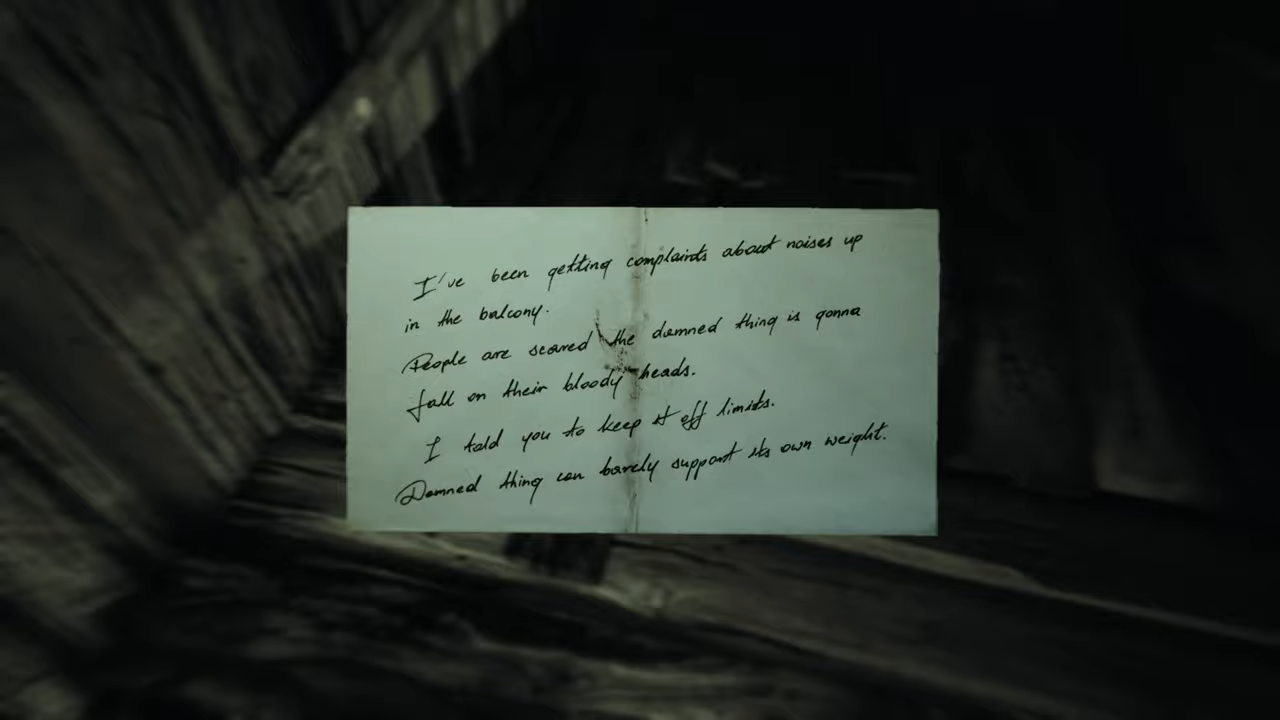 I've been getting complaints about noises up
in the balcony.
People are scared the damned thing is gonna
fall on their bloody heads.
I told you to keep it off limits.
Damned thing can barely support its own weight.